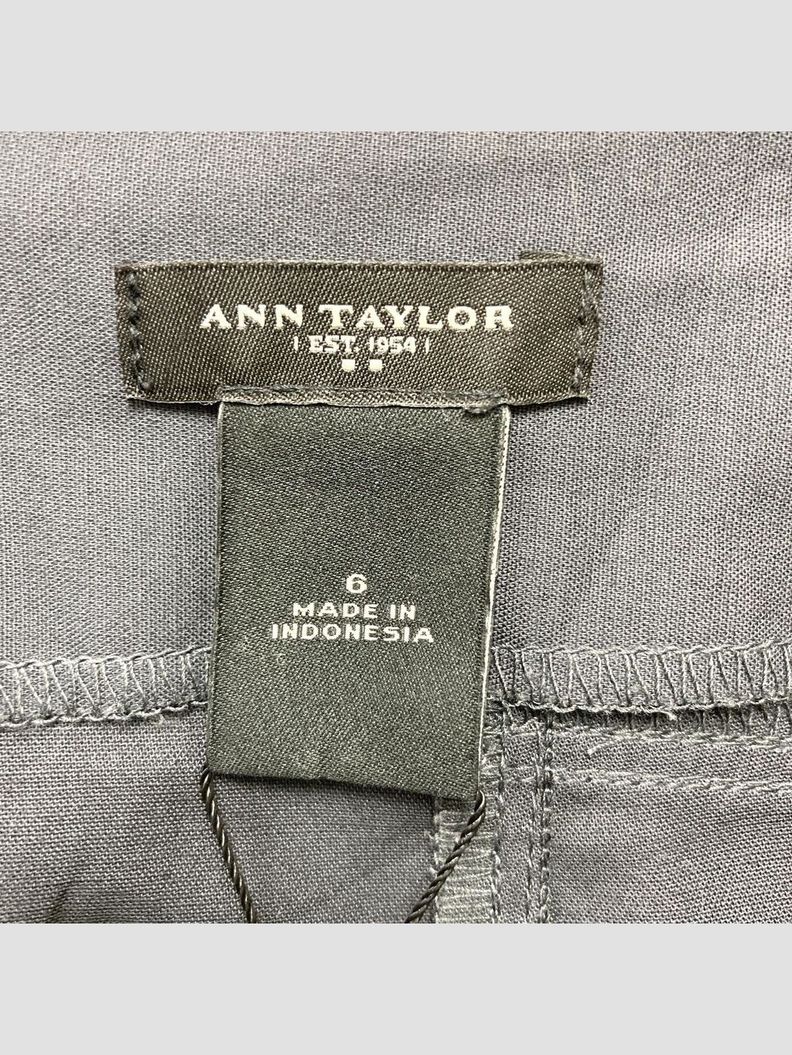 ANN TAYLOR
EST. 1954
6
MADE IN
INDONESIA